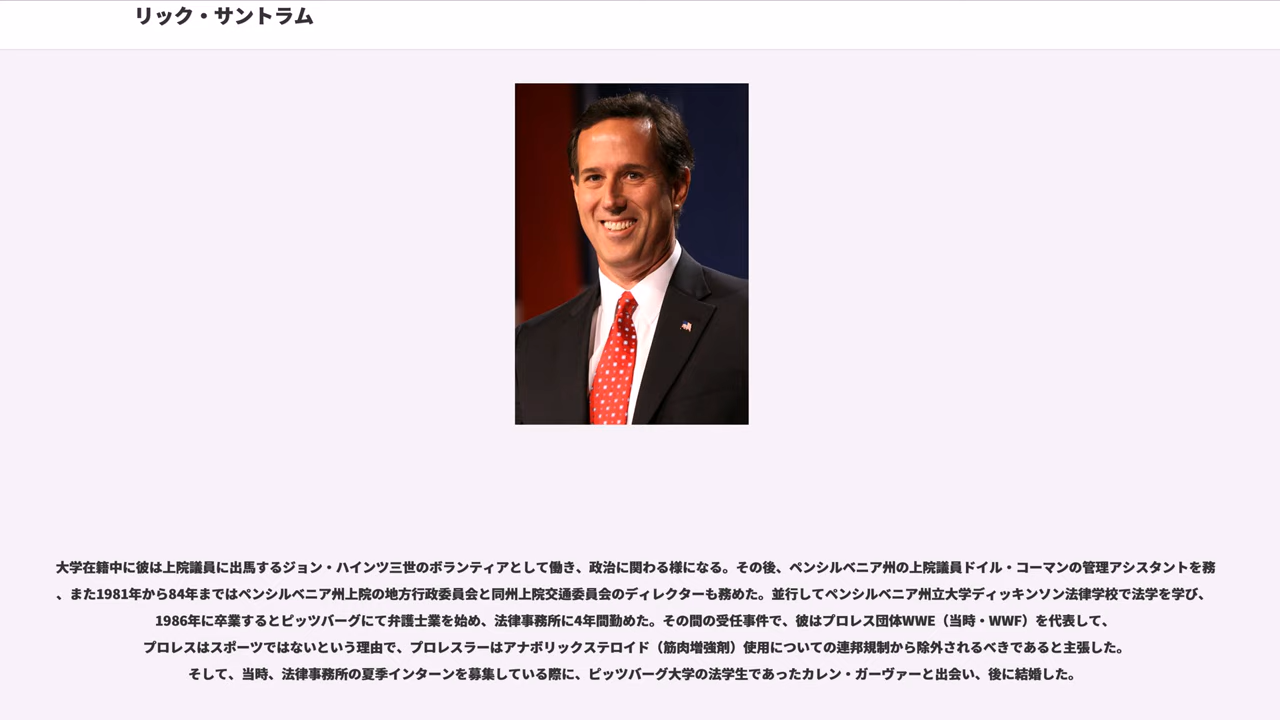 リック・サントラム
大学在籍中に彼は上院議員に出馬するジョン・ハインツ三世のボランティアとして働き、政治に関わる様になる。その後、ペンシルベニア州の上院議員ドイル・コーマンの管理アシスタントを務
、また1981年から84年まではペンシルベニア州上院の地方行政委員会と同州上院交通委員会のディレクターも務めた。並行してペンシルベニア州立大学ディッキンソン法律学校で法学を学び、
1986年に卒業するとピッツバーグにて弁護士業を始め、法律事務所に4年間勤めた。その間の受任事件で、彼はプロレス団体WWE（当時・WWF）を代表して、
プロレスはスポーツではないという理由で、プロレスラーはアナボリックステロイド（筋肉増強剤）使用についての連邦規制から除外されるべきであると主張した。
そして、当時、法律事務所の夏季インターンを募集している際に、ピッツバーグ大学の法学生であったカレン・ガーヴァーと出会い、後に結婚した。